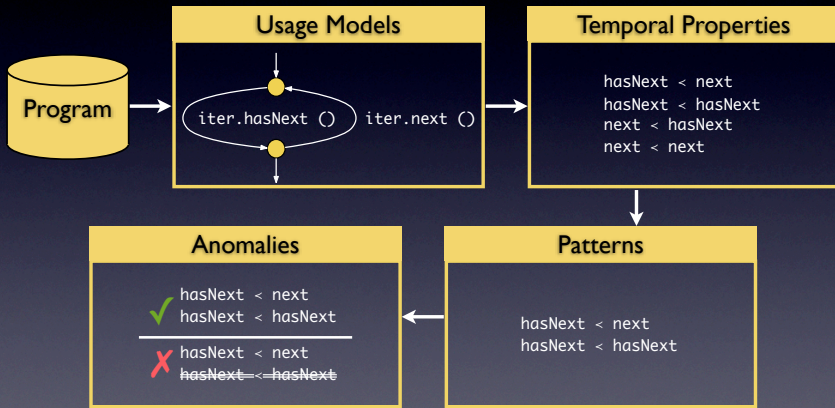 Program
Usage Models
iter.hasNext () iter.next ()
Temporal Properties
hasNext < next
hasNext < hasNext
next < hasNext
next < next
Anomalies
hasNext < next
hasNext < hasNext
hasNext < next
hasNext < hasNext
Patterns
hasNext < next
hasNext < hasNext